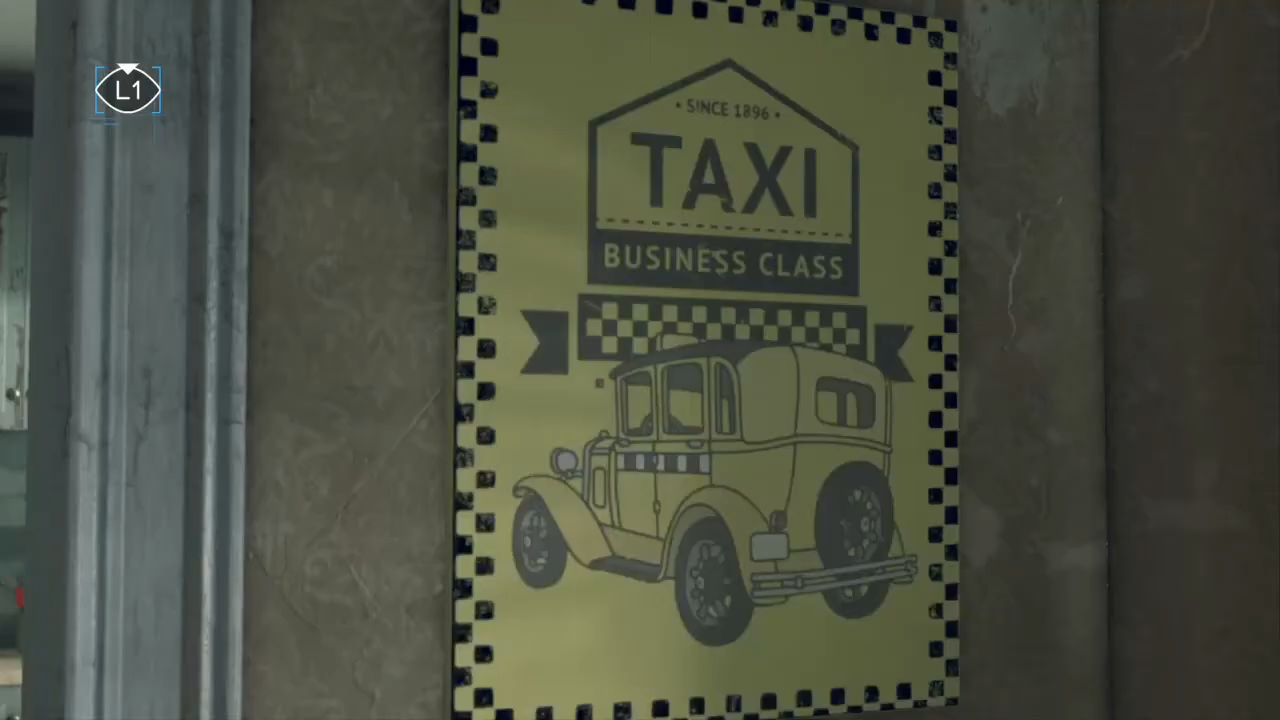 L1
• SINCE 1896 •
TAXI
BUSINESS CLASS